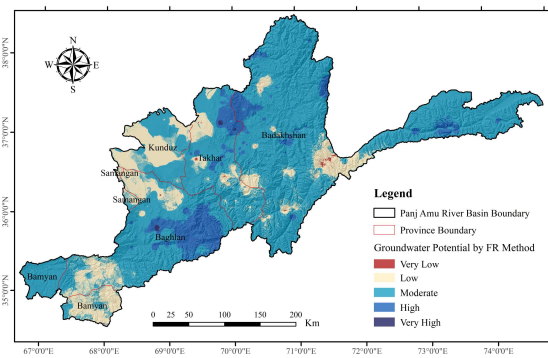 N
W E
S
38°0'0"N
37°0'0"N
36°0'0"N
35°0'0"N
Badakhshan
Kunduz
Takhar
Samangan
Samangan
Baghlan
Bamyan
Bamyan
Legend
Panj Amu River Basin Boundary
Province Boundary
Groundwater Potential by FR Method
Very Low
Low
Moderate
High
Very High
0 25 50 100 150 200
Km
67°0'0"E 68°0'0"E 69°0'0"E 70°0'0"E 71°0'0"E 72°0'0"E 73°0'0"E 74°0'0"E